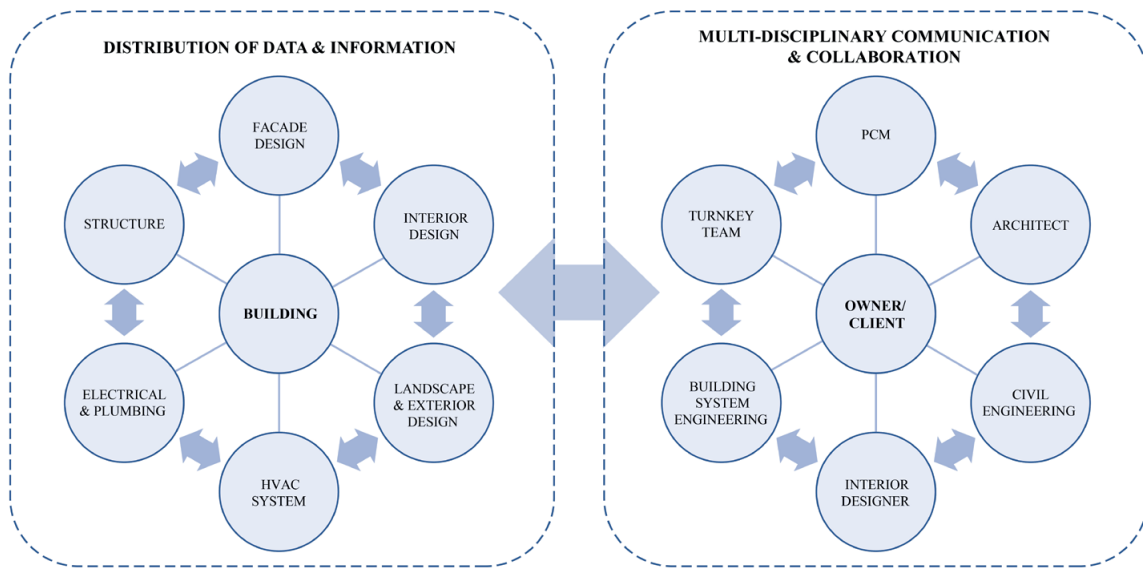 DISTRIBUTION OF DATA & INFORMATION
FACADE
DESIGN
STRUCTURE
INTERIOR
DESIGN
BUILDING
ELECTRICAL
& PLUMBING
LANDSCAPE
& EXTERIOR
DESIGN
HVAC
SYSTEM
MULTI-DISCIPLINARY COMMUNICATION
& COLLABORATION
PCM
TURNKEY
TEAM
ARCHITECT
OWNER/
CLIENT
BUILDING
SYSTEM
ENGINEERING
CIVIL
ENGINEERING
INTERIOR
DESIGNER